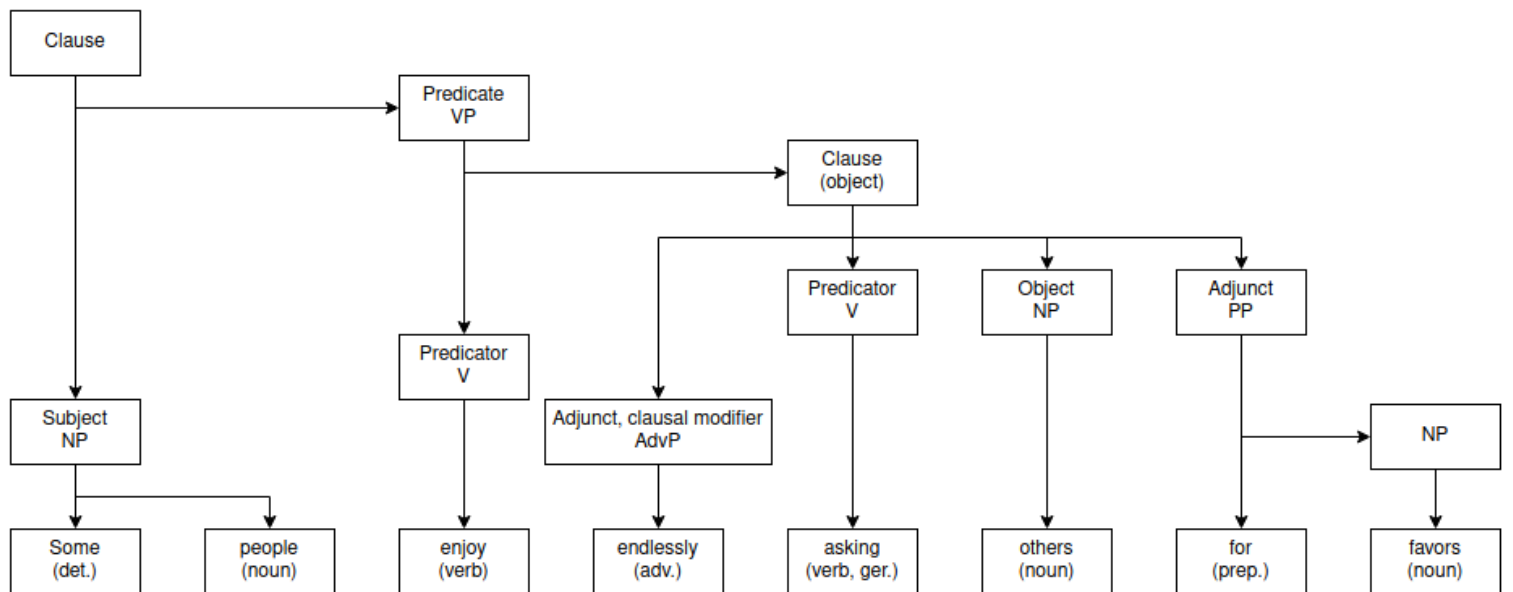 Clause
Predicate
VP
Clause
(object)
Predicator
V
Object
NP
Adjunct
PP
Predicator
V
Subject
NP
Adjunct, clausal modifier
AdvP
NP
Some
(det.)
people
(noun)
enjoy
(verb)
endlessly
(adv.)
asking
(verb, ger.)
others
(noun)
for
(prep.)
favors
(noun)